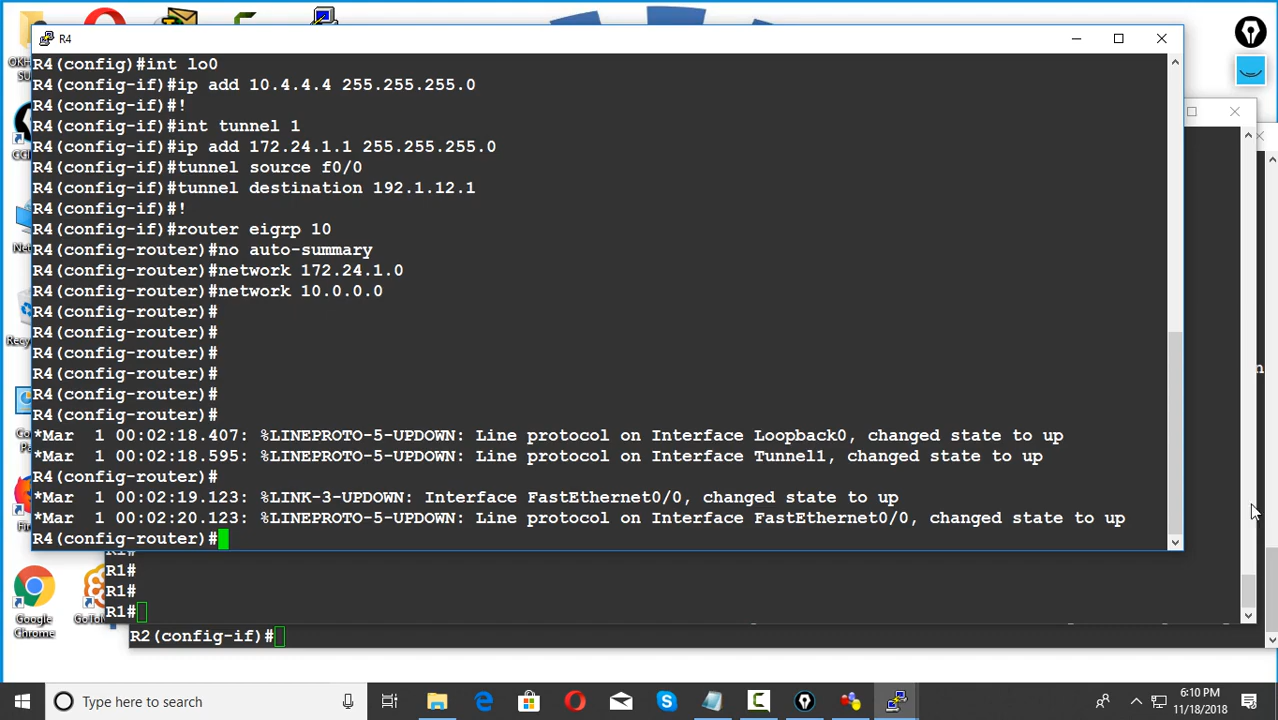 R4
R4(config)#int lo0
R4(config-if)#ip add 10.4.4.4 255.255.255.0
R4(config-if)#!
R4(config-if)#int tunnel 1
R4(config-if)#ip add 172.24.1.1 255.255.255.0
R4(config-if)#tunnel source f0/0
R4(config-if)#tunnel destination 192.1.12.1
R4(config-if)#!
R4(config-if)#router eigrp 10
R4(config-router)#no auto-summary
R4(config-router)#network 172.24.1.0
R4(config-router)#network 10.0.0.0
R4(config-router)#
R4(config-router)#
R4(config-router)#
R4(config-router)#
R4(config-router)#
R4(config-router)#
*Mar  1 00:02:18.407: %LINEPROTO-5-UPDOWN: Line protocol on Interface Loopback0, changed state to up
*Mar  1 00:02:18.595: %LINEPROTO-5-UPDOWN: Line protocol on Interface Tunnel1, changed state to up
R4(config-router)#
*Mar  1 00:02:19.123: %LINK-3-UPDOWN: Interface FastEthernet0/0, changed state to up
*Mar  1 00:02:20.123: %LINEPROTO-5-UPDOWN: Line protocol on Interface FastEthernet0/0, changed state to up
R4(config-router)#
R1#
R1#
R1#
R1#
R2(config-if)#
Google
Chrome
Type here to search
6:10 PM
11/18/2018